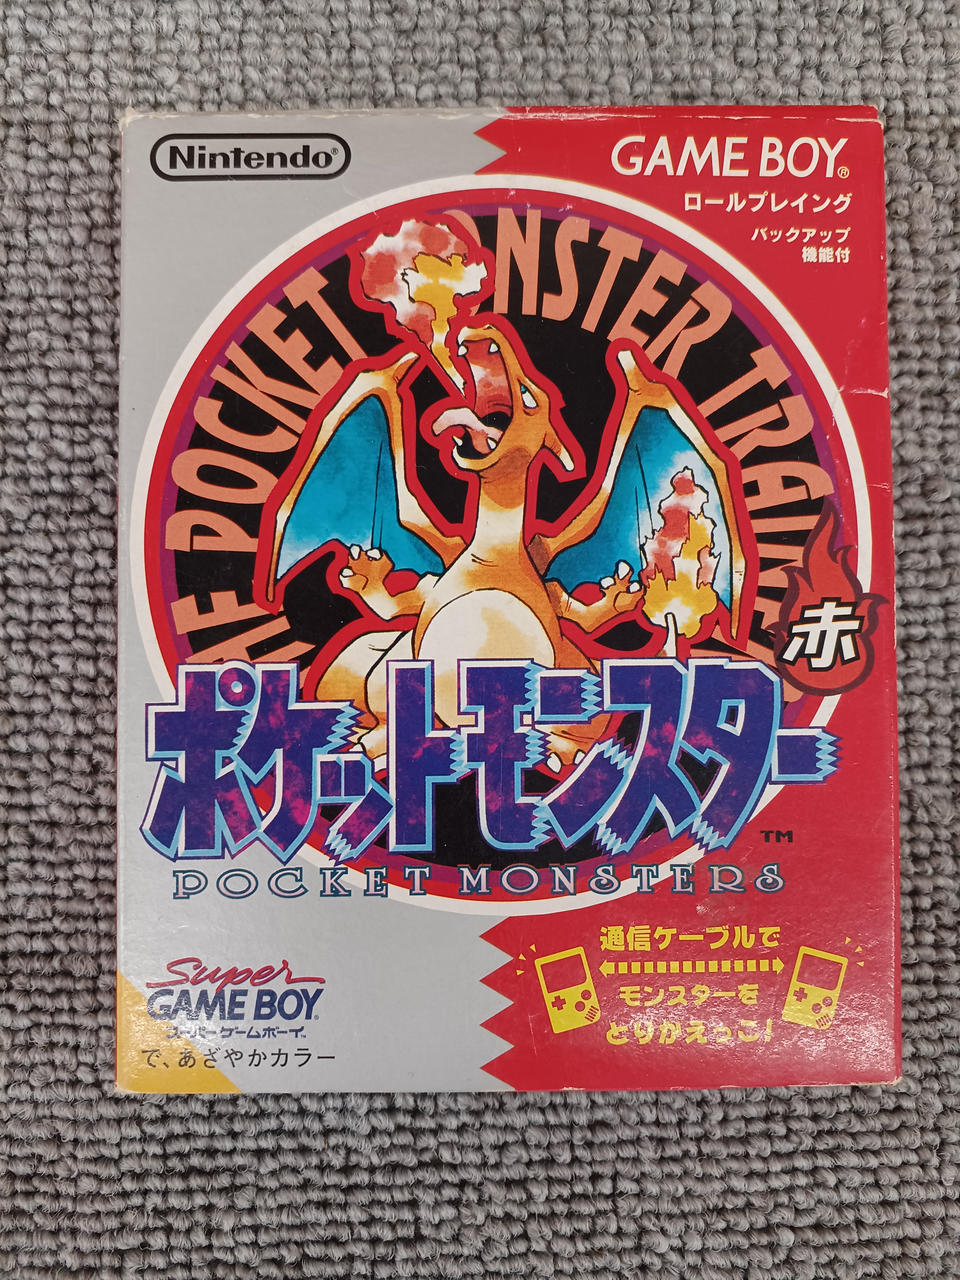 Nintendo®
GAME BOY®
ロールプレイング
バックアップ
機能付
POCKET MONSTER TRAINE
赤
ポケットモンスター
TM
POCKET MONSTERS
通信ケーブルで
モンスターを
とりかえっこ!
Super
GAME BOY®
スーパーゲームボーイ™
で、あざやかカラー